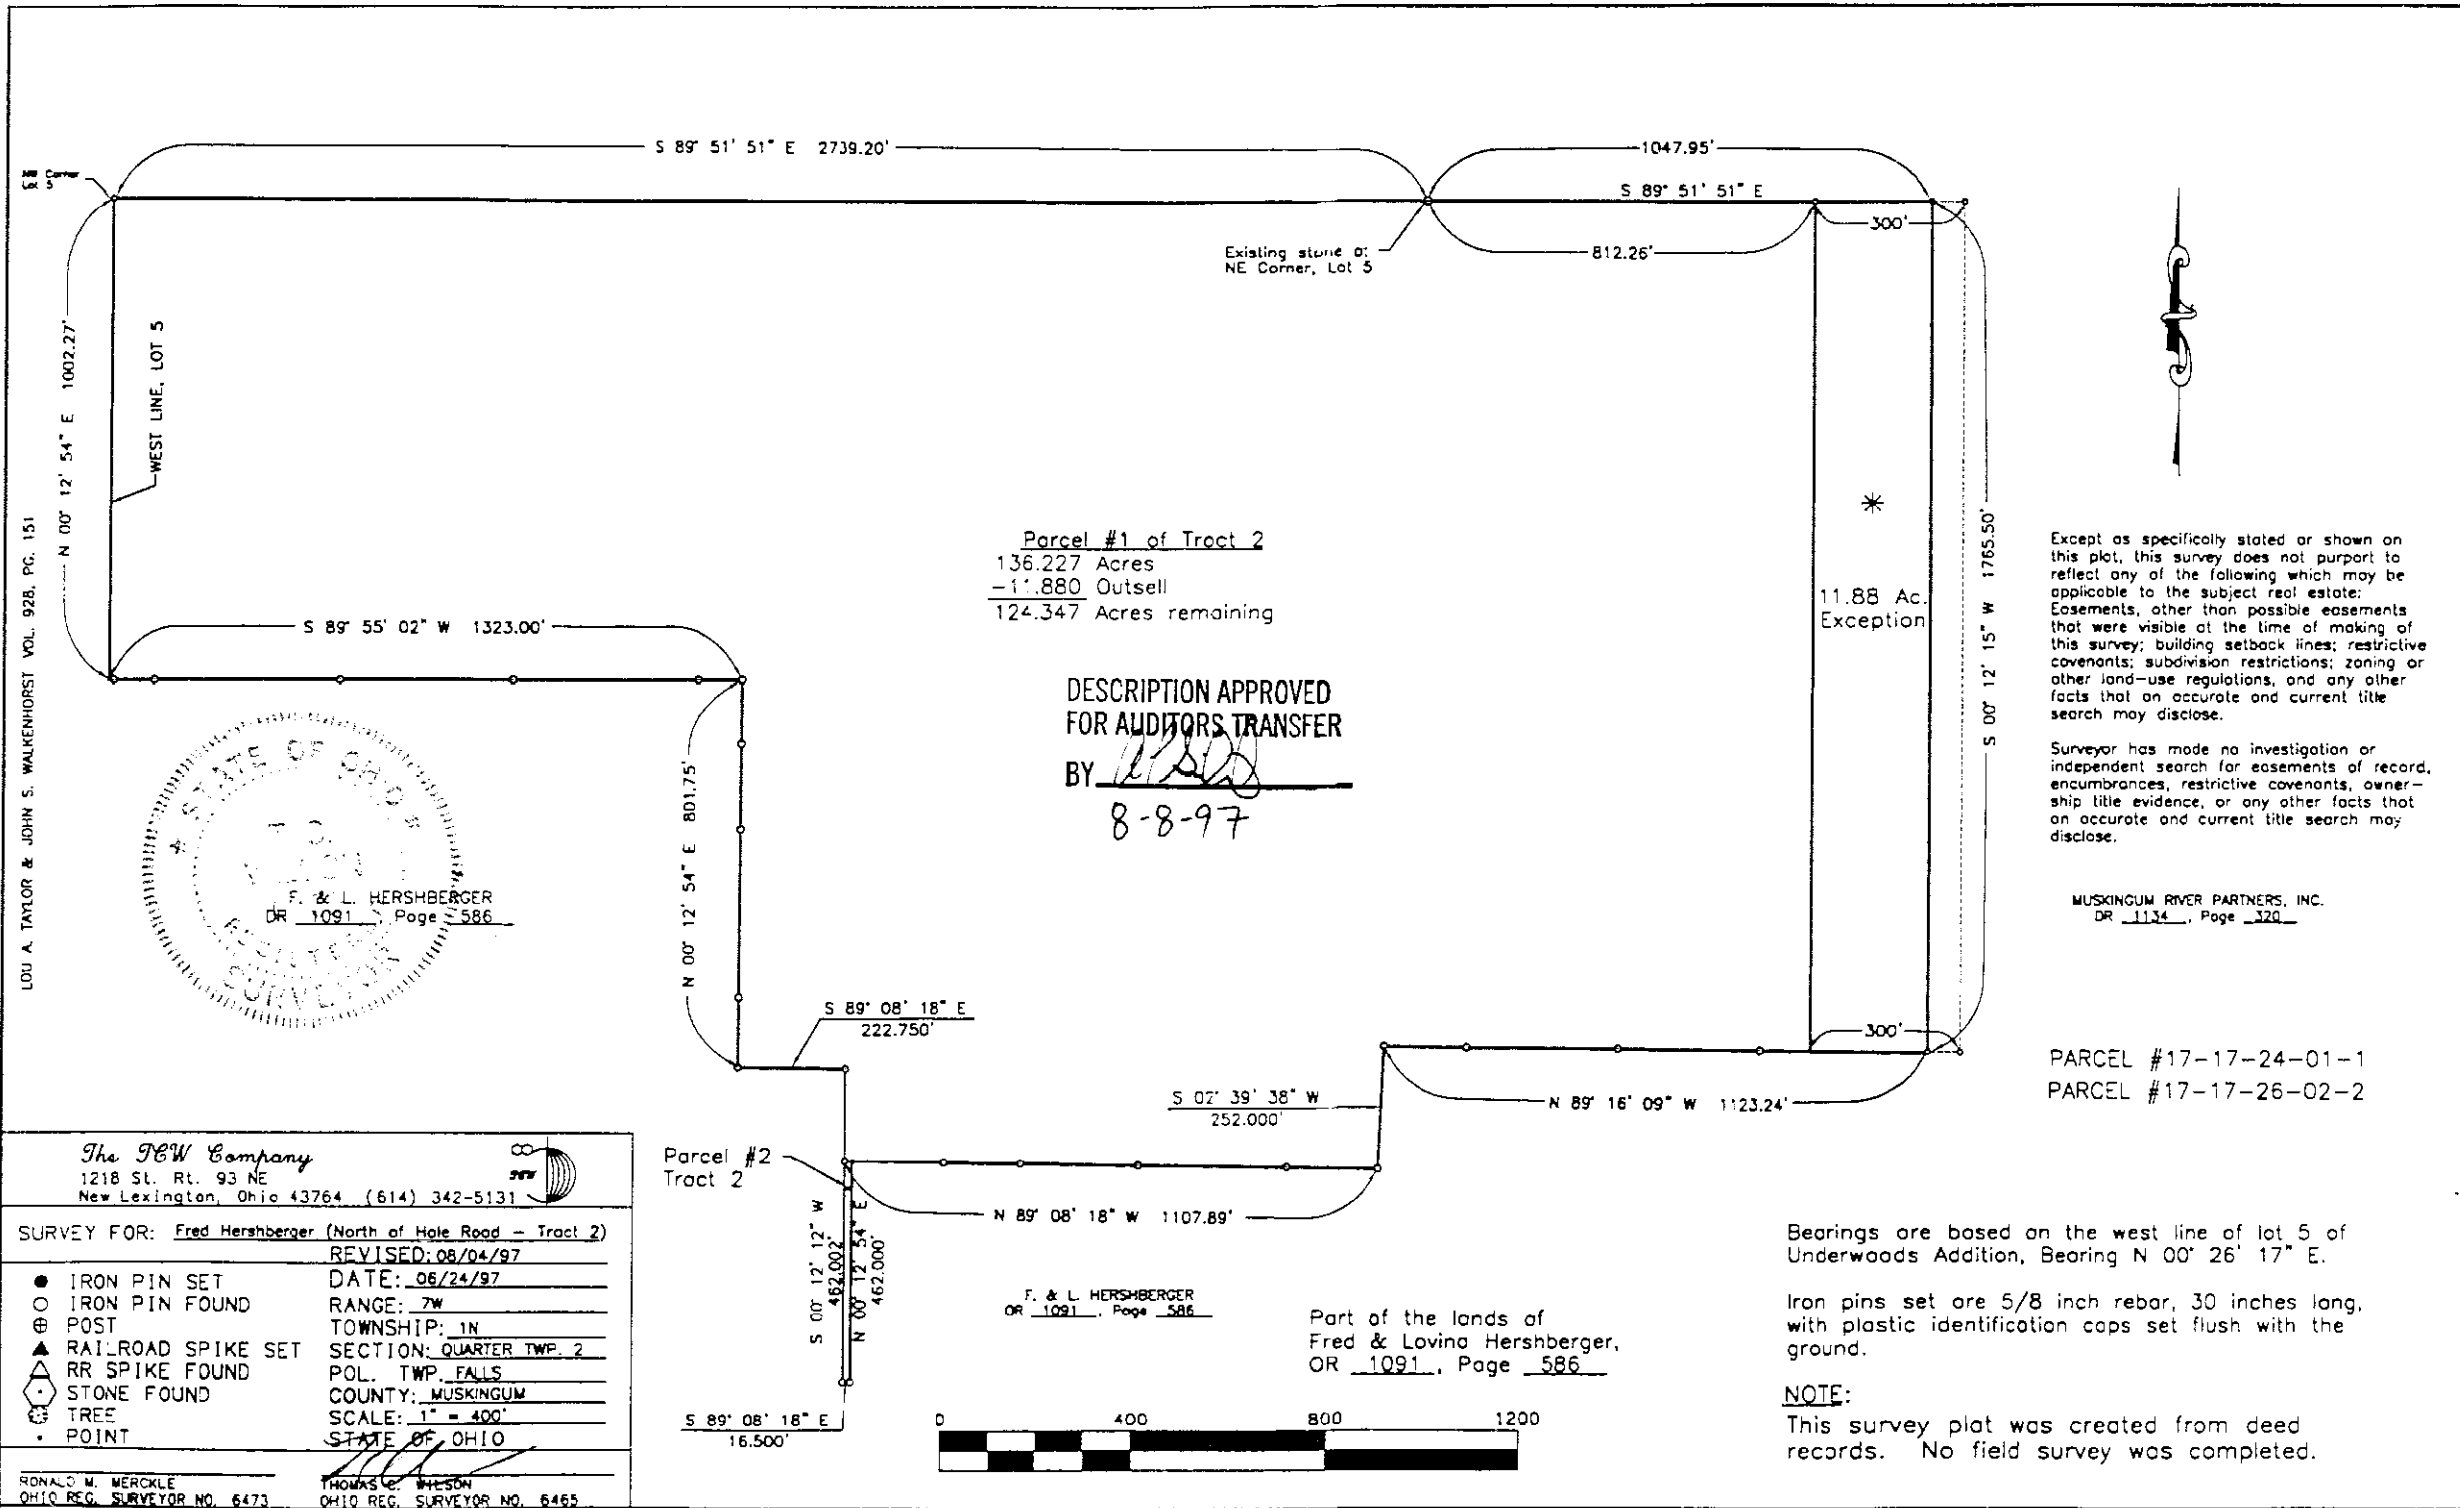 S 89° 51' 51" E 2739.20'
1047.95'
S 89° 51' 51" E
300'
812.26'
NW Corner
Lot 5
Existing stone at
NE Corner, Lot 5
N 00° 12' 54" E 1002.27'
WEST LINE, LOT 5
LOU A. TAYLOR & JOHN S. WALKENHORST VOL. 928, PG. 151
S 89° 55' 02" W 1323.00'
Parcel #1 of Tract 2
136.227 Acres
-11.880 Outsell
124.347 Acres remaining
*
11.88 Ac.
Exception
S 00° 12' 15" W 1765.50'
DESCRIPTION APPROVED
FOR AUDITORS TRANSFER
BY
8-8-97
Except as specifically stated or shown on
this plat, this survey does not purport to
reflect any of the following which may be
applicable to the subject real estate:
Easements, other than possible easements
that were visible at the time of making of
this survey; building setback lines; restrictive
covenants; subdivision restrictions; zoning or
other land-use regulations, and any other
facts that an accurate and current title
search may disclose.
Surveyor has made no investigation or
independent search for easements of record,
encumbrances, restrictive covenants, owner-
ship title evidence, or any other facts that
an accurate and current title search may
disclose.
MUSKINGUM RIVER PARTNERS, INC.
DR 1134, Page 320
PARCEL #17-17-24-01-1
PARCEL #17-17-26-02-2
STATE OF OHIO
REGISTERED
SURVEYOR
F. & L. HERSHBERGER
DR 1091, Page 586
N 00° 12' 54" E 801.75'
S 89° 08' 18" E
222.750'
300'
S 02° 39' 38" W
252.000'
N 89° 16' 09" W 1123.24'
Parcel #2
Tract 2
N 89° 08' 18" W 1107.89'
S 00° 12' 12" W
462.002'
N 00° 12' 54" E
462.000'
S 89° 08' 18" E
16.500'
F. & L. HERSHBERGER
OR 1091, Page 586
Part of the lands of
Fred & Lovina Hershberger,
OR 1091, Page 586
0 400 800 1200
Bearings are based on the west line of lot 5 of
Underwoods Addition, Bearing N 00° 26' 17" E.
Iron pins set are 5/8 inch rebar, 30 inches long,
with plastic identification caps set flush with the
ground.
NOTE:
This survey plat was created from deed
records. No field survey was completed.
The TCW Company
1218 St. Rt. 93 NE
New Lexington, Ohio 43764 (614) 342-5131
SURVEY FOR: Fred Hershberger (North of Hale Road - Tract 2)
REVISED: 08/04/97
IRON PIN SET DATE: 06/24/97
IRON PIN FOUND RANGE: 7W
POST TOWNSHIP: 1N
RAILROAD SPIKE SET SECTION: QUARTER TWP. 2
RR SPIKE FOUND POL. TWP. FALLS
STONE FOUND COUNTY: MUSKINGUM
TREE SCALE: 1" = 400'
POINT STATE OF OHIO
RONALD M. MERCKLE THOMAS C. WILSON
OHIO REG. SURVEYOR NO. 6473 OHIO REG. SURVEYOR NO. 6465